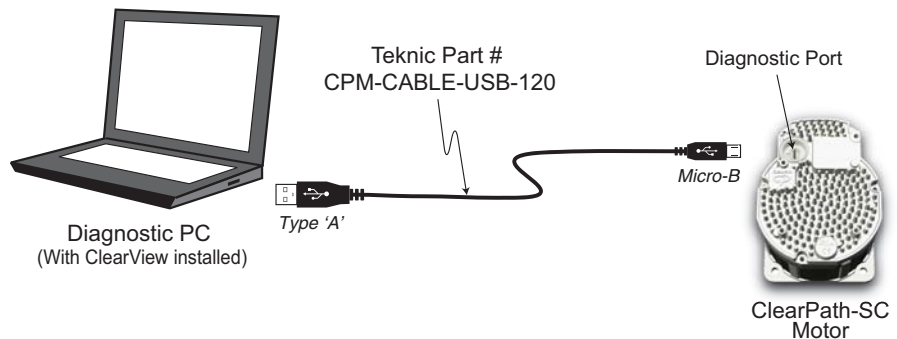 Teknic Part #
CPM-CABLE-USB-120
Diagnostic Port
Micro-B
Type ‘A’
Diagnostic PC
(With ClearView installed)
ClearPath-SC
Motor